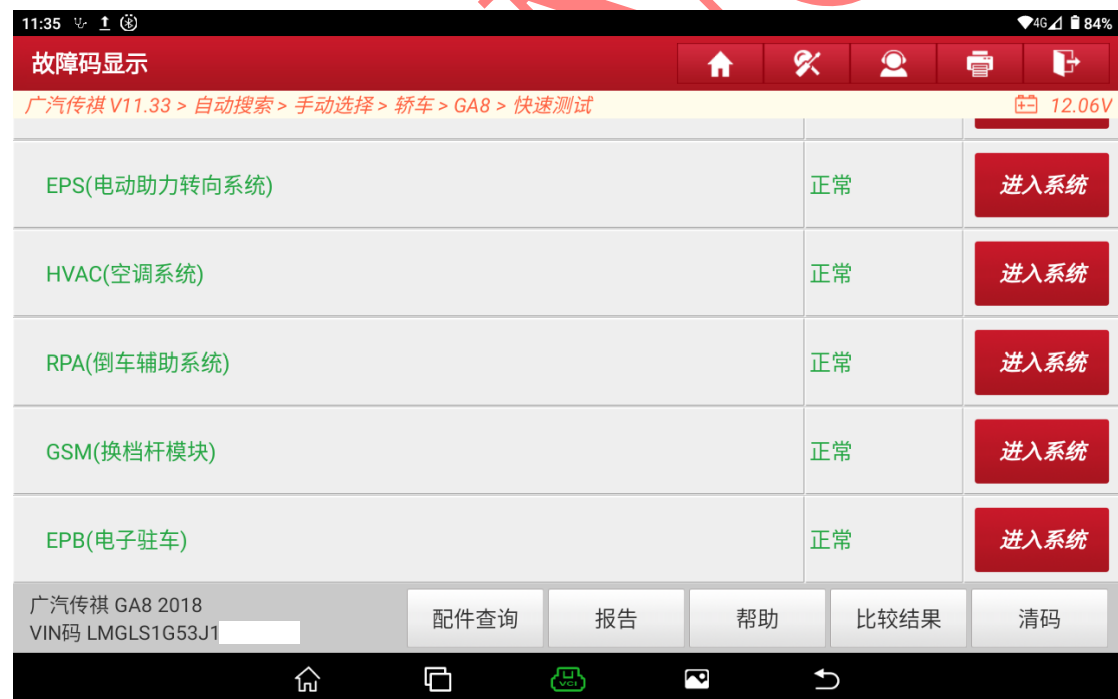 11:35
4G 84%
故障码显示
广汽传祺 V11.33 > 自动搜索 > 手动选择 > 轿车 > GA8 > 快速测试
12.06V
EPS(电动助力转向系统) 正常 进入系统
HVAC(空调系统) 正常 进入系统
RPA(倒车辅助系统) 正常 进入系统
GSM(换档杆模块) 正常 进入系统
EPB(电子驻车) 正常 进入系统
广汽传祺 GA8 2018
VIN码 LMGLS1G53J1
配件查询 报告 帮助 比较结果 清码
VCI